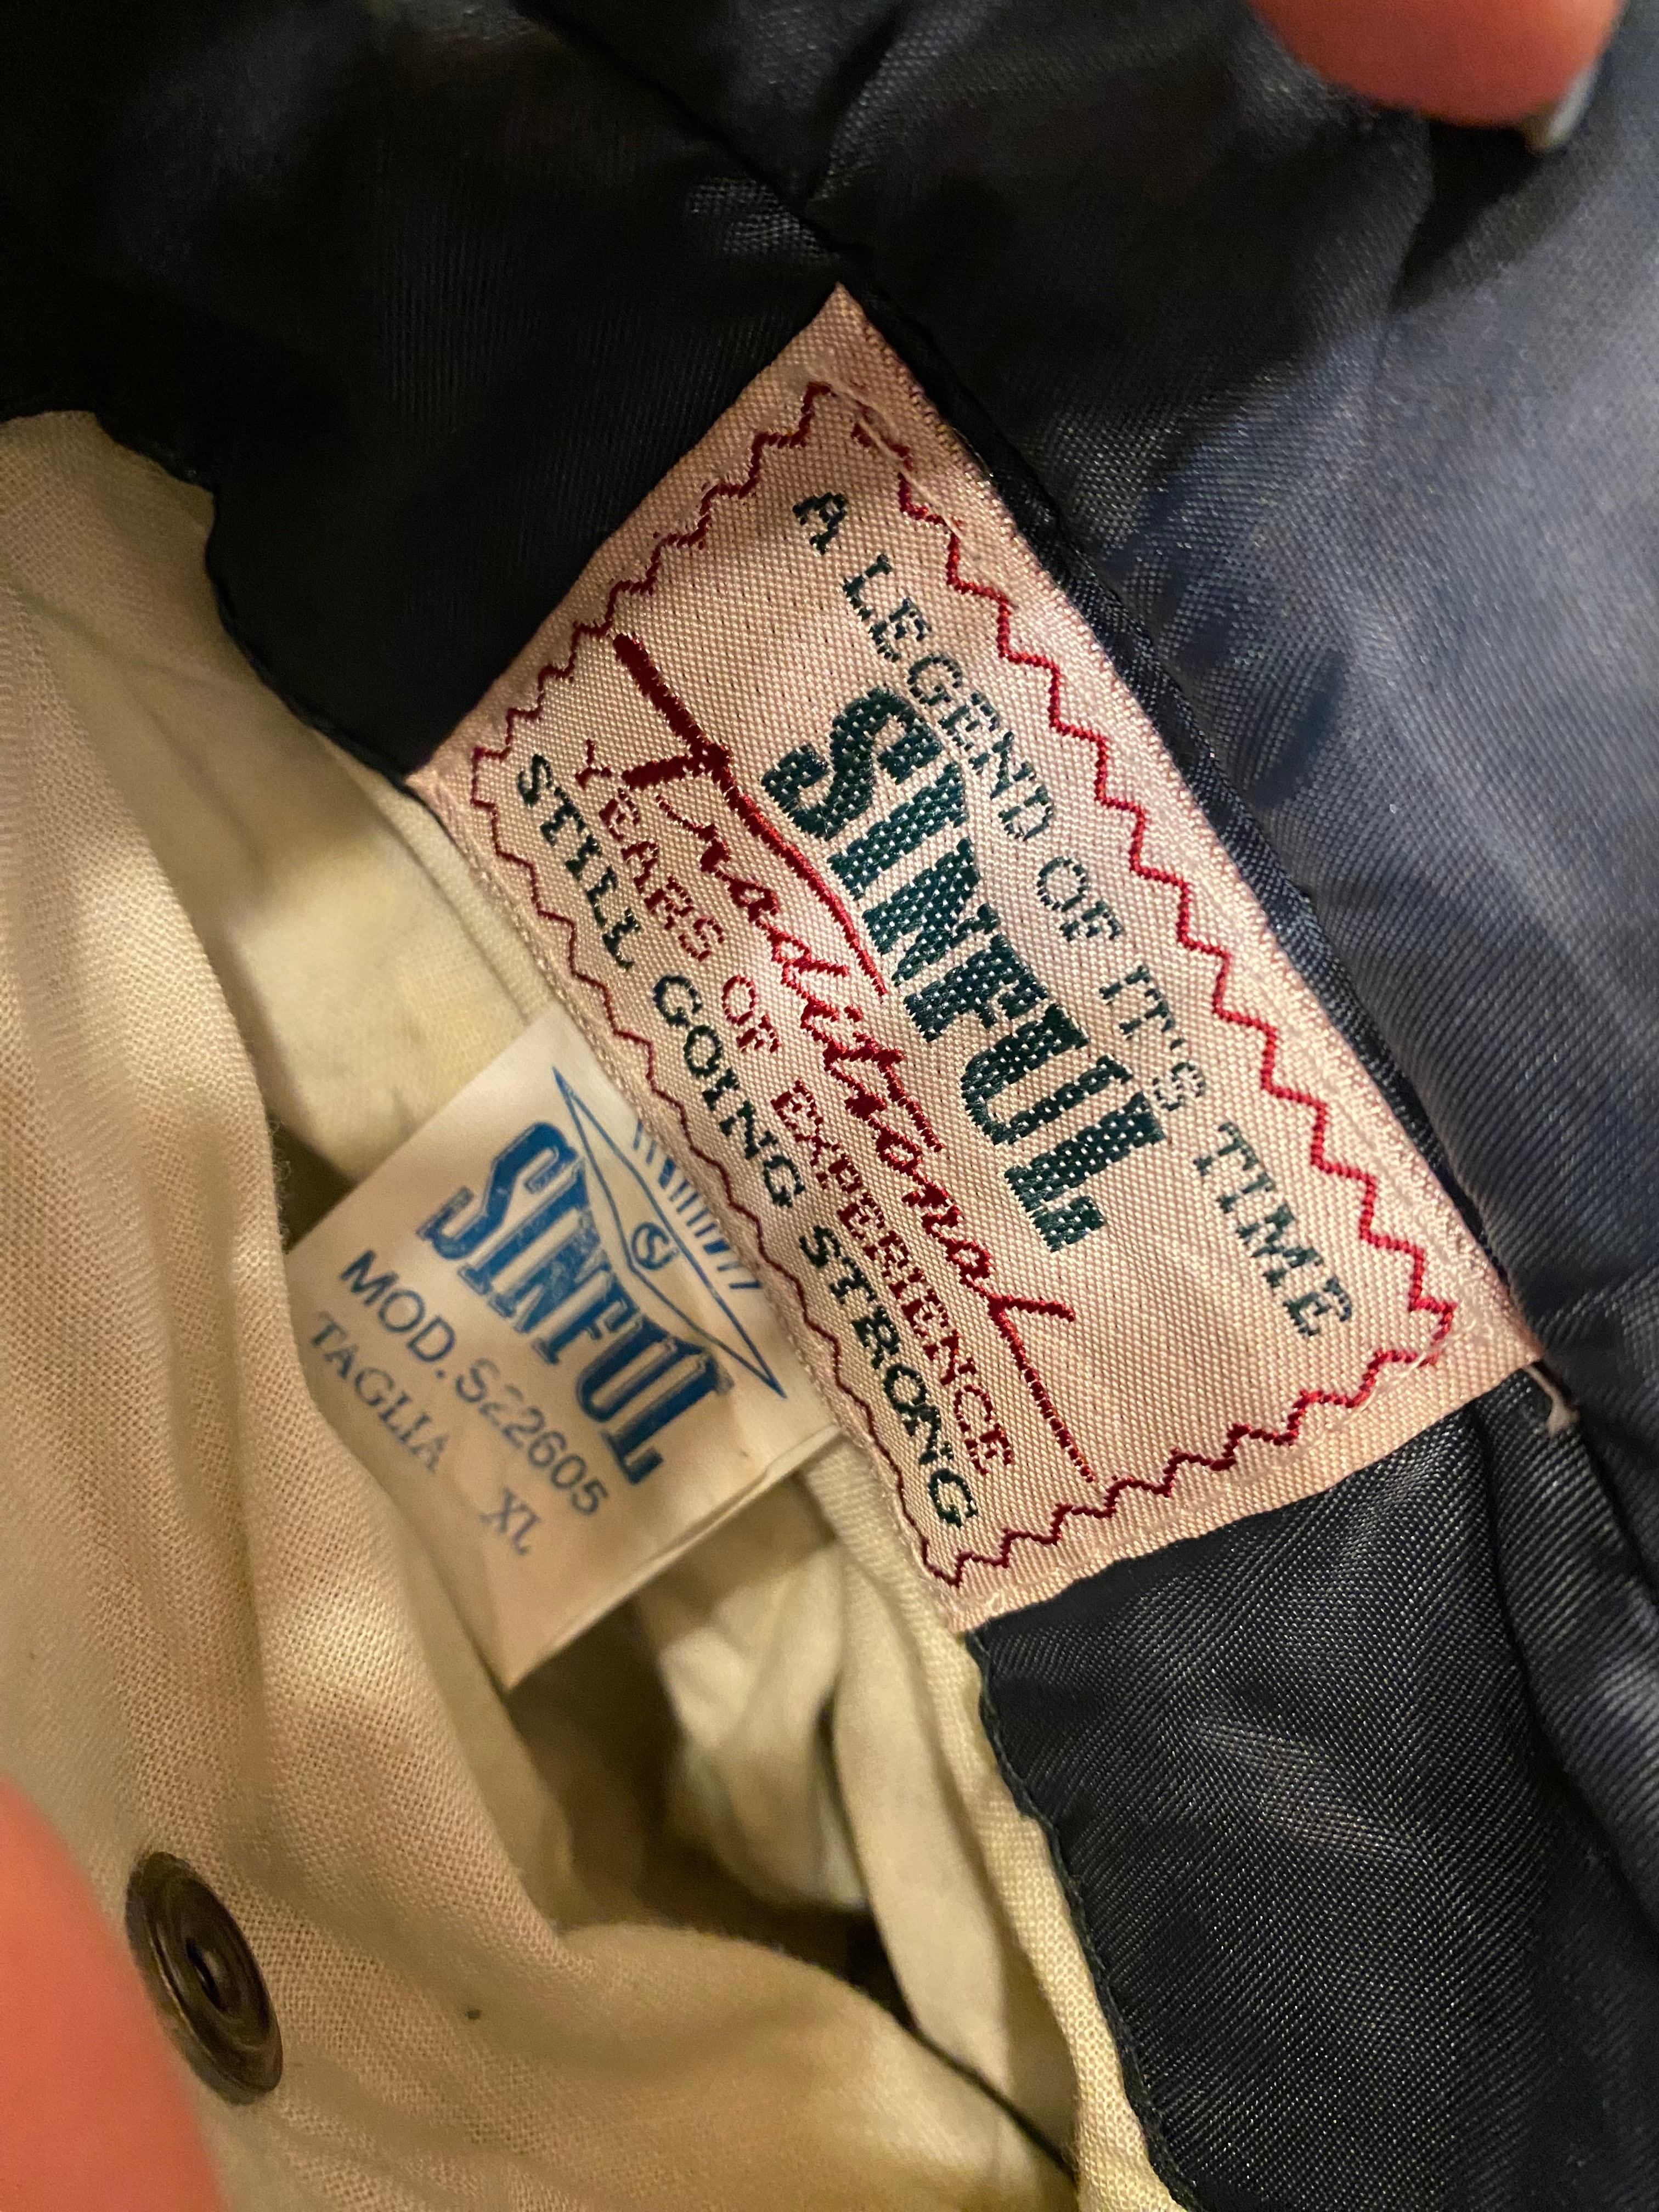 A LEGEND OF IT'S TIME
SINFUL
Traditional
YEARS OF EXPERIENCE
STILL GOING STRONG
S
SINFUL
MOD. S22605
TAGLIA XL